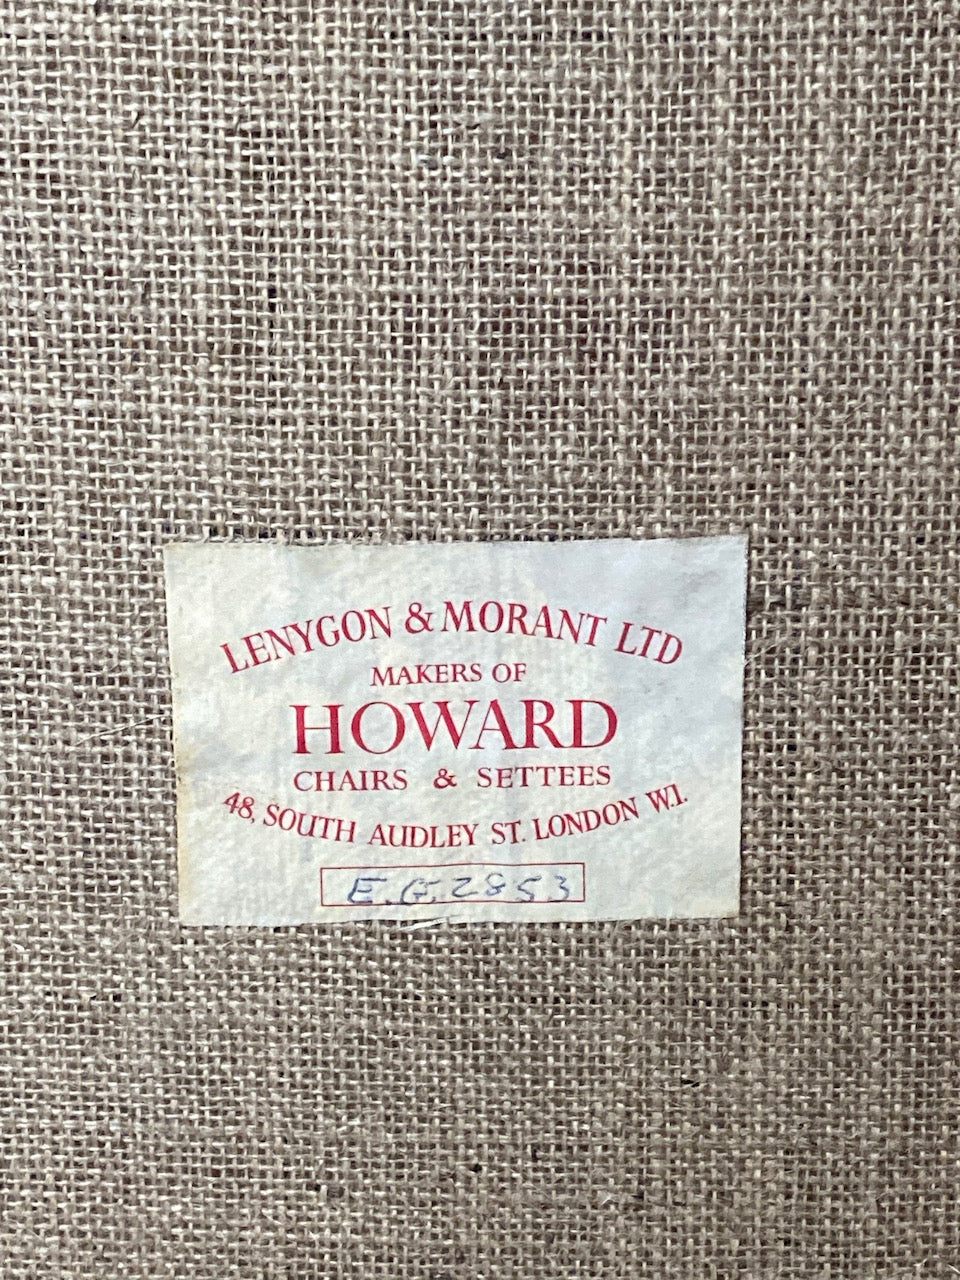 LENYGON & MORANT LTD
MAKERS OF
HOWARD
CHAIRS & SETTEES
48, SOUTH AUDLEY ST. LONDON W.1.
E.G.2853